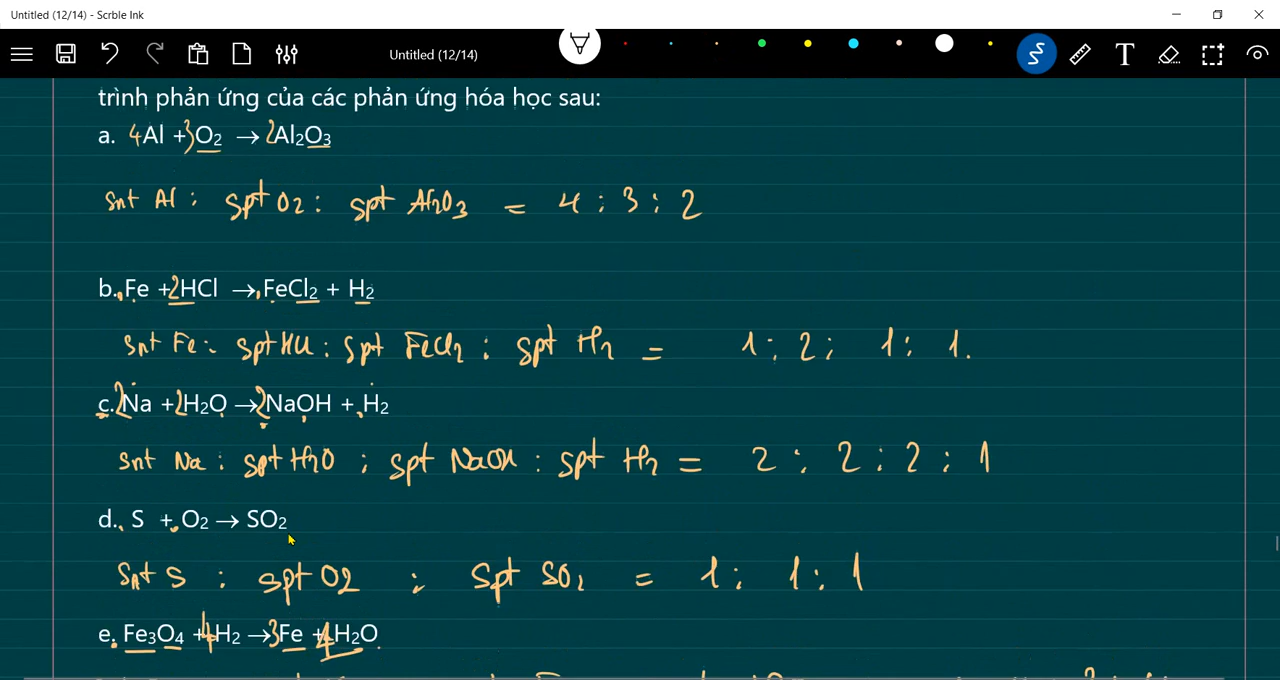 Untitled (12/14) - Scrble Ink
Untitled (12/14)
T
trình phản ứng của các phản ứng hóa học sau:
a. 4Al + 3O₂ → 2Al₂O₃
Snt Al : spt O₂ : spt Al₂O₃ = 4 : 3 : 2
b. Fe + 2HCl → FeCl₂ + H₂
Snt Fe : spt HCl : spt FeCl₂ : spt H₂ = 1 : 2 : 1 : 1.
c. 2Na + 2H₂O → 2NaOH + H₂
Snt Na : spt H₂O : spt NaOH : spt H₂ = 2 : 2 : 2 : 1
d. S + O₂ → SO₂
Snt S : spt O2 : spt SO₂ = 1 : 1 : 1
e. Fe₃O₄ + 4H₂ → 3Fe + 4H₂O